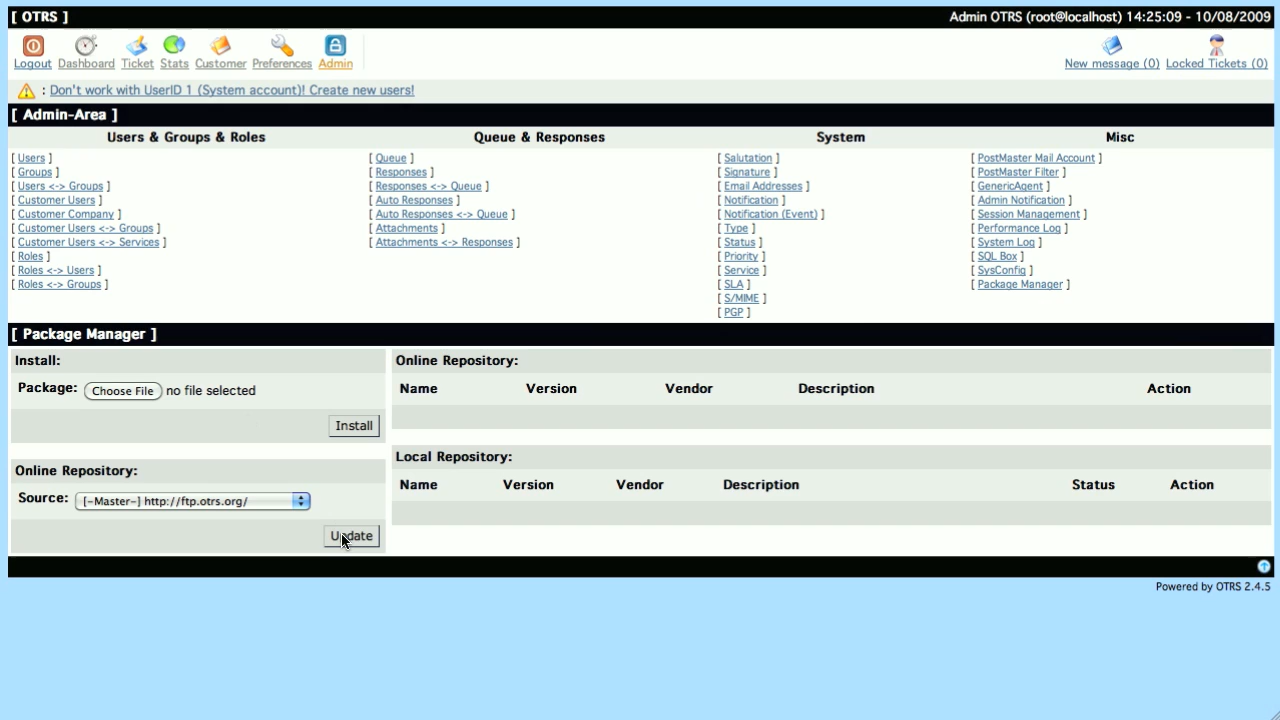 [ OTRS ] Admin OTRS (root@localhost) 14:25:09 - 10/08/2009
Logout Dashboard Ticket Stats Customer Preferences Admin New message (0) Locked Tickets (0)
: Don't work with UserID 1 (System account)! Create new users!
[ Admin-Area ]
Users & Groups & Roles Queue & Responses System Misc
[ Users ] [ Queue ] [ Salutation ] [ PostMaster Mail Account ]
[ Groups ] [ Responses ] [ Signature ] [ PostMaster Filter ]
[ Users <-> Groups ] [ Responses <-> Queue ] [ Email Addresses ] [ GenericAgent ]
[ Customer Users ] [ Auto Responses ] [ Notification ] [ Admin Notification ]
[ Customer Company ] [ Auto Responses <-> Queue ] [ Notification (Event) ] [ Session Management ]
[ Customer Users <-> Groups ] [ Attachments ] [ Type ] [ Performance Log ]
[ Customer Users <-> Services ] [ Attachments <-> Responses ] [ Status ] [ System Log ]
[ Roles ] [ Priority ] [ SQL Box ]
[ Roles <-> Users ] [ Service ] [ SysConfig ]
[ Roles <-> Groups ] [ SLA ] [ Package Manager ]
[ S/MIME ]
[ PGP ]
[ Package Manager ]
Install:
Package: Choose File no file selected
Install
Online Repository:
Source: [-Master-] http://ftp.otrs.org/
Update
Online Repository:
Name Version Vendor Description Action
Local Repository:
Name Version Vendor Description Status Action
Powered by OTRS 2.4.5